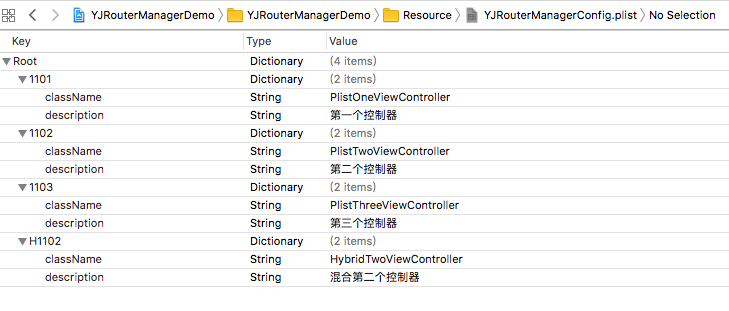 YJRouterManagerDemo YJRouterManagerDemo Resource YJRouterManagerConfig.plist No Selection
Key Type Value
Root Dictionary (4 items)
1101 Dictionary (2 items)
className String PlistOneViewController
description String 第一个控制器
1102 Dictionary (2 items)
className String PlistTwoViewController
description String 第二个控制器
1103 Dictionary (2 items)
className String PlistThreeViewController
description String 第三个控制器
H1102 Dictionary (2 items)
className String HybridTwoViewController
description String 混合第二个控制器